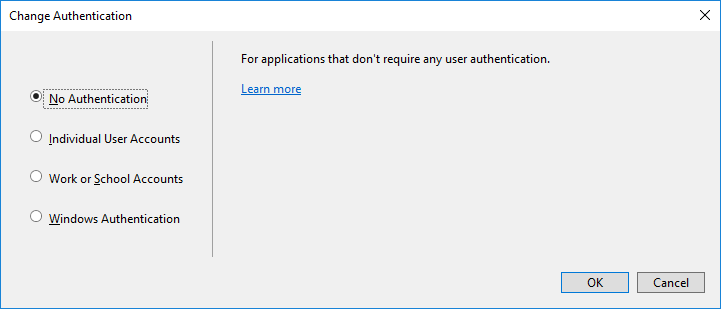 Change Authentication
No Authentication
Individual User Accounts
Work or School Accounts
Windows Authentication
For applications that don't require any user authentication.
Learn more
OK
Cancel